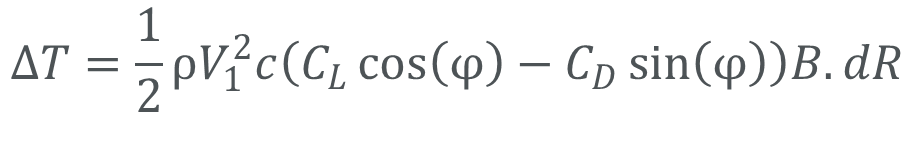 ΔT = 1/2 ρV₁²c(C_L cos(φ) − C_D sin(φ))B. dR